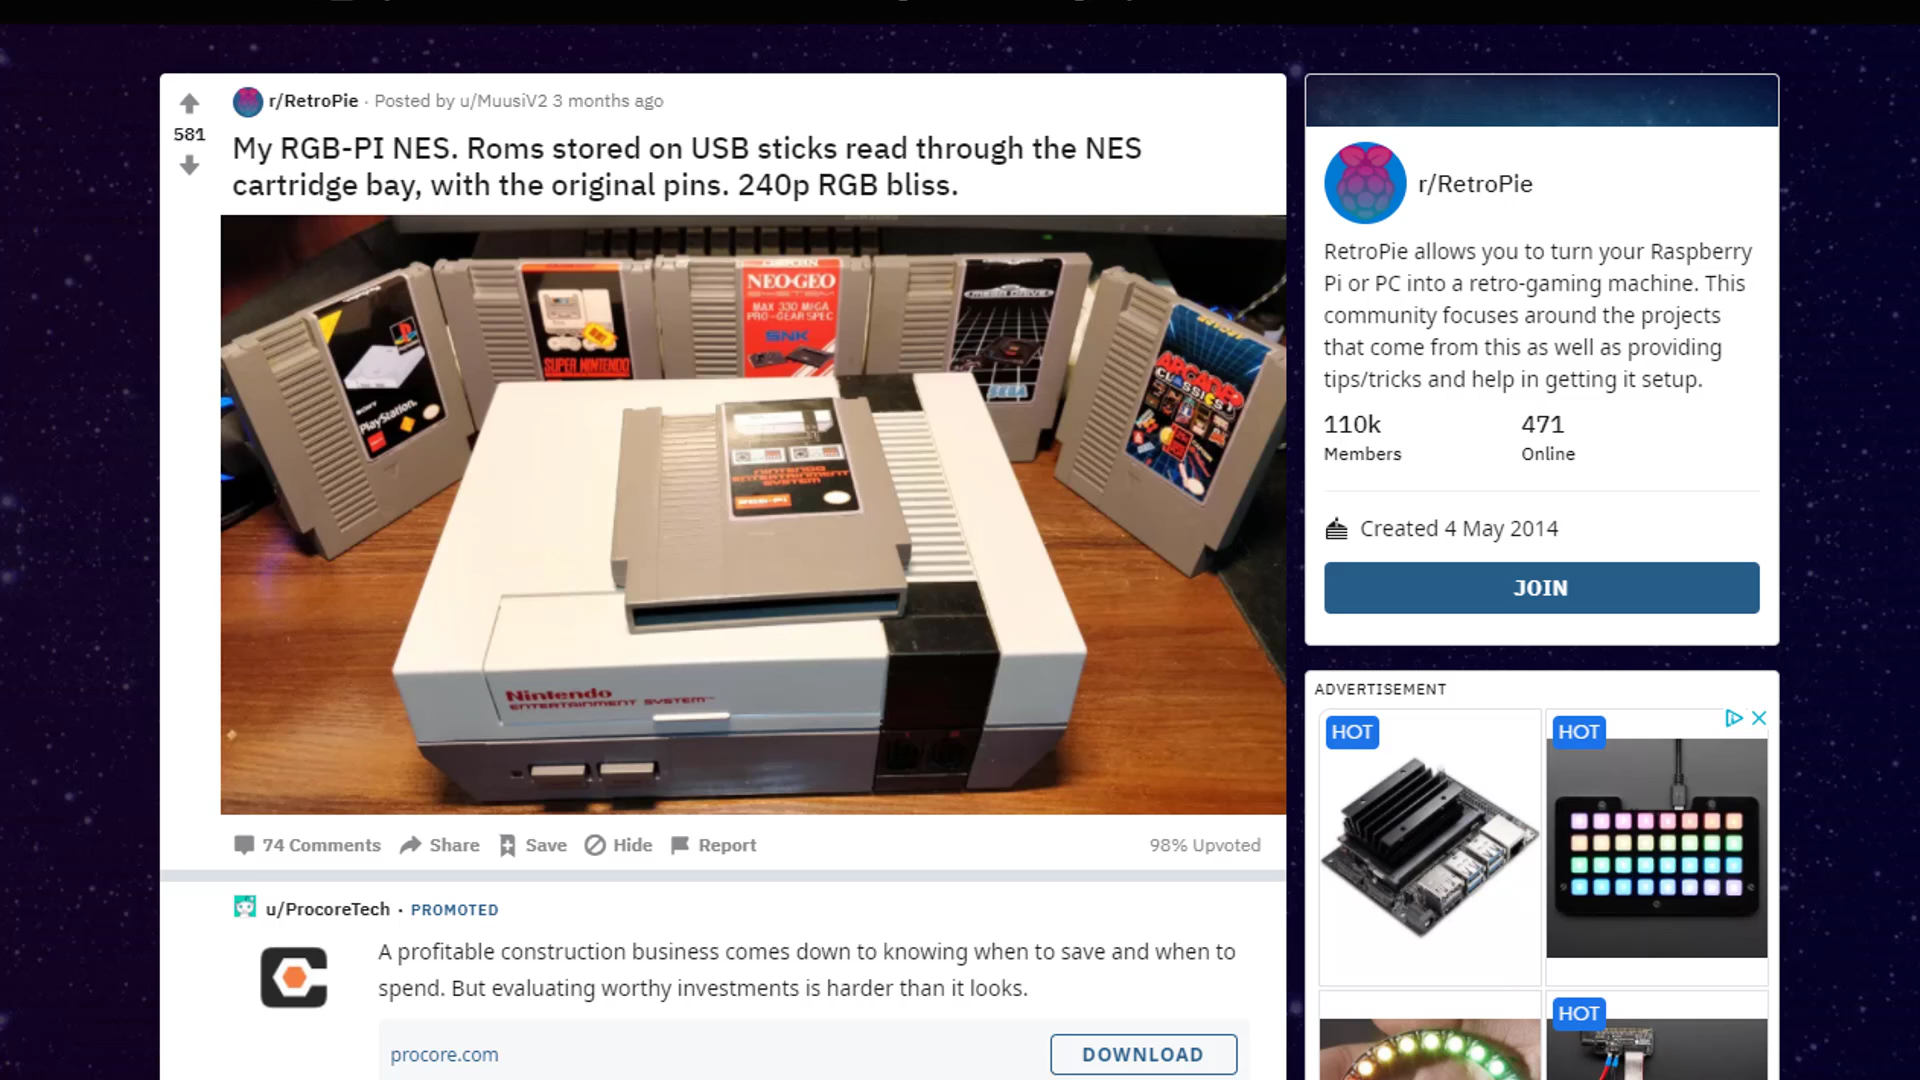 r/RetroPie · Posted by u/MuusiV2 3 months ago
581
My RGB-PI NES. Roms stored on USB sticks read through the NES
cartridge bay, with the original pins. 240p RGB bliss.
PlayStation
SUPER NINTENDO
NEO-GEO
MAX 330 MEGA
PRO-GEAR SPEC
SNK
MEGA DRIVE
SEGA
ARCADE
CLASSICS
NINTENDO
ENTERTAINMENT
SYSTEM
Nintendo
ENTERTAINMENT SYSTEM™
74 Comments Share Save Hide Report 98% Upvoted
u/ProcoreTech · PROMOTED
A profitable construction business comes down to knowing when to save and when to
spend. But evaluating worthy investments is harder than it looks.
procore.com
DOWNLOAD
r/RetroPie
RetroPie allows you to turn your Raspberry
Pi or PC into a retro-gaming machine. This
community focuses around the projects
that come from this as well as providing
tips/tricks and help in getting it setup.
110k 471
Members Online
Created 4 May 2014
JOIN
ADVERTISEMENT
HOT
HOT
HOT